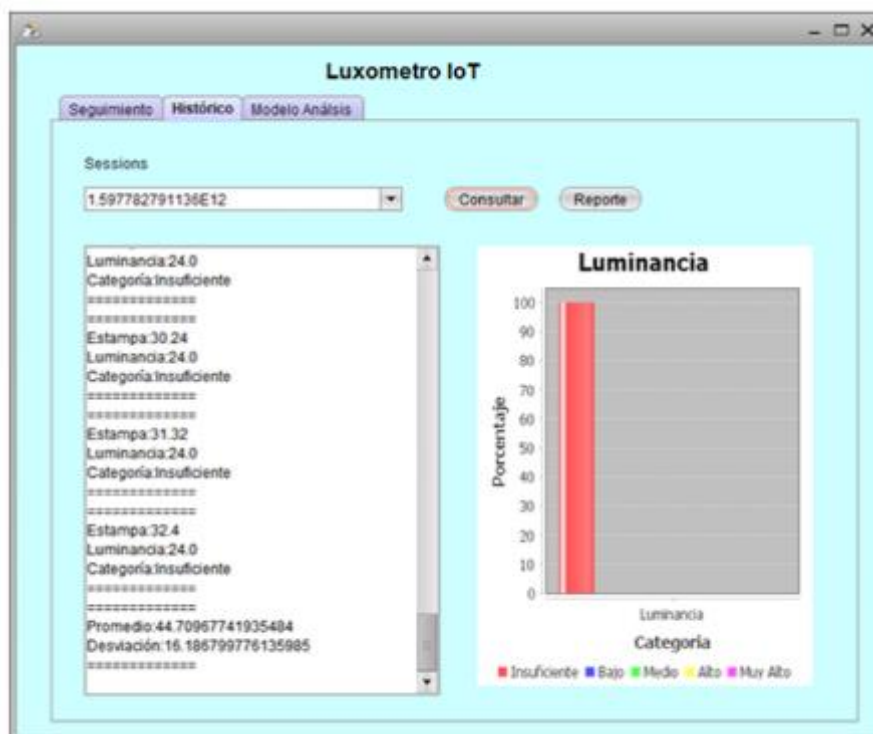 Luxometro IoT
Seguimiento Histórico Modelo Análsis
Sessions
1.597782791136E12
Consultar Reporte
Luminancia:24.0
Categoría:Insuficiente
=============
=============
Estampa:30.24
Luminancia:24.0
Categoría:Insuficiente
=============
=============
Estampa:31.32
Luminancia:24.0
Categoría:Insuficiente
=============
=============
Estampa:32.4
Luminancia:24.0
Categoría:Insuficiente
=============
=============
Promedio:44.70967741935484
Desviación:16.186799776135985
=============
Luminancia
100
90
80
70
60
50
40
30
20
10
0
Porcentaje
Luminancia
Categoria
Insuficiente Bajo Medio Alto Muy Alto